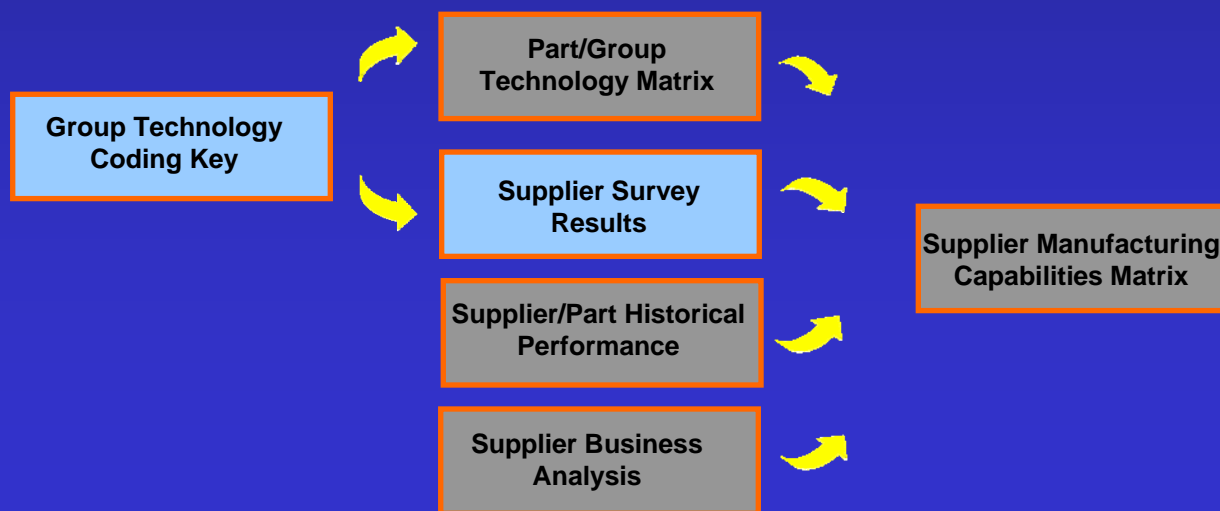 Group Technology
Coding Key
Part/Group
Technology Matrix
Supplier Survey
Results
Supplier/Part Historical
Performance
Supplier Business
Analysis
Supplier Manufacturing
Capabilities Matrix